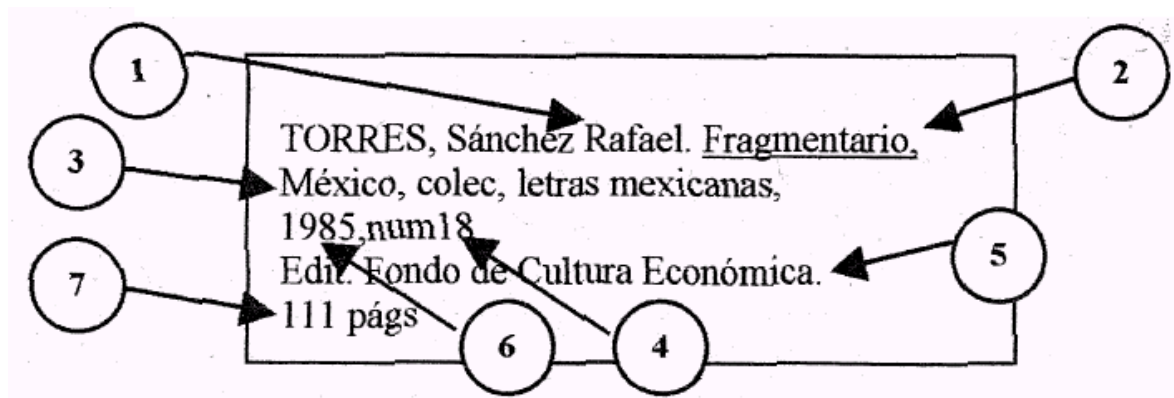 1
2
TORRES, Sánchez Rafael. Fragmentario,
3
México, colec, letras mexicanas,
1985,num18
5
Edit. Fondo de Cultura Económica.
7
111 págs
6
4